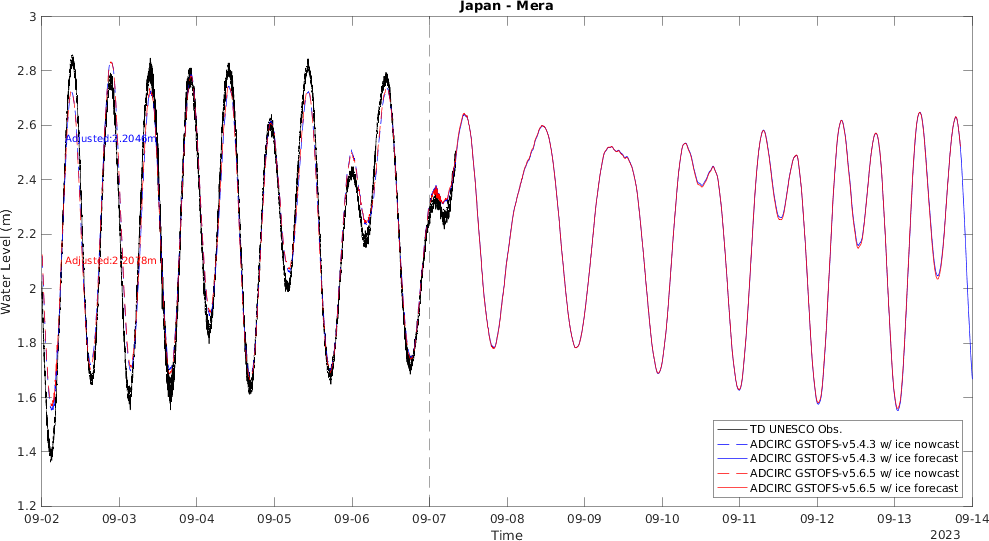 Japan - Mera
Water Level (m)
3
2.8
2.6
2.4
2.2
2
1.8
1.6
1.4
1.2
Adjusted:2.2046m
Adjusted:2.2078m
TD UNESCO Obs.
ADCIRC GSTOFS-v5.4.3 w/ ice nowcast
ADCIRC GSTOFS-v5.4.3 w/ ice forecast
ADCIRC GSTOFS-v5.6.5 w/ ice nowcast
ADCIRC GSTOFS-v5.6.5 w/ ice forecast
09-02 09-03 09-04 09-05 09-06 09-07 09-08 09-09 09-10 09-11 09-12 09-13 09-14
Time
2023